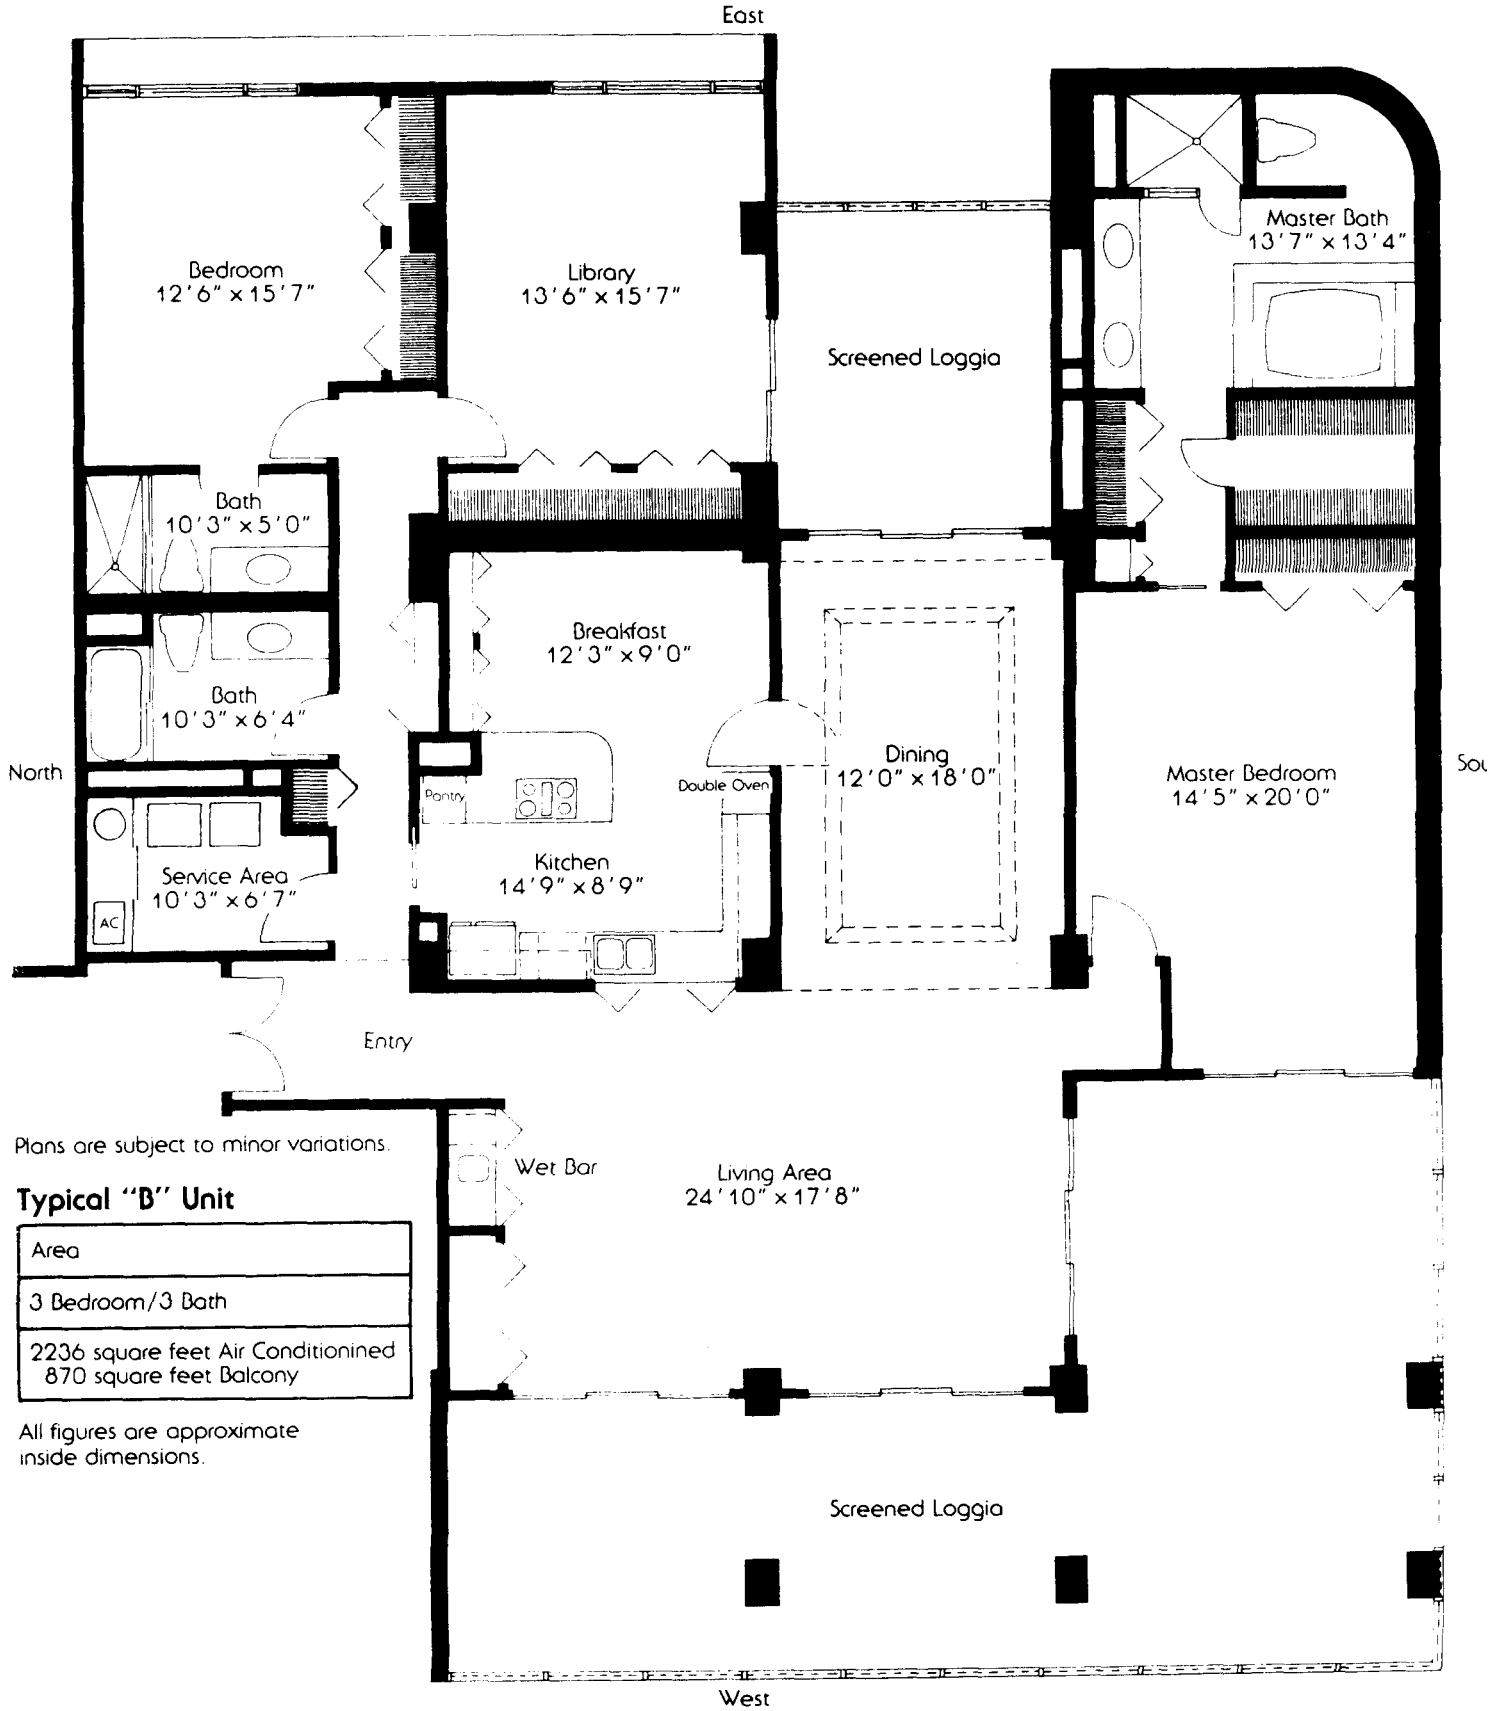 East
Master Bath
13'7" x 13'4"
Bedroom
12'6" x 15'7"
Library
13'6" x 15'7"
Screened Loggia
Bath
10'3" x 5'0"
Breakfast
12'3" x 9'0"
Bath
10'3" x 6'4"
North
Dining
12'0" x 18'0"
Master Bedroom
14'5" x 20'0"
Sou
Pantry
Double Oven
Kitchen
14'9" x 8'9"
Service Area
10'3" x 6'7"
AC
Entry
Plans are subject to minor variations.
Wet Bar
Living Area
24'10" x 17'8"
Typical "B" Unit
Area
3 Bedroom/3 Bath
2236 square feet Air Conditionined
870 square feet Balcony
All figures are approximate
inside dimensions.
Screened Loggia
West